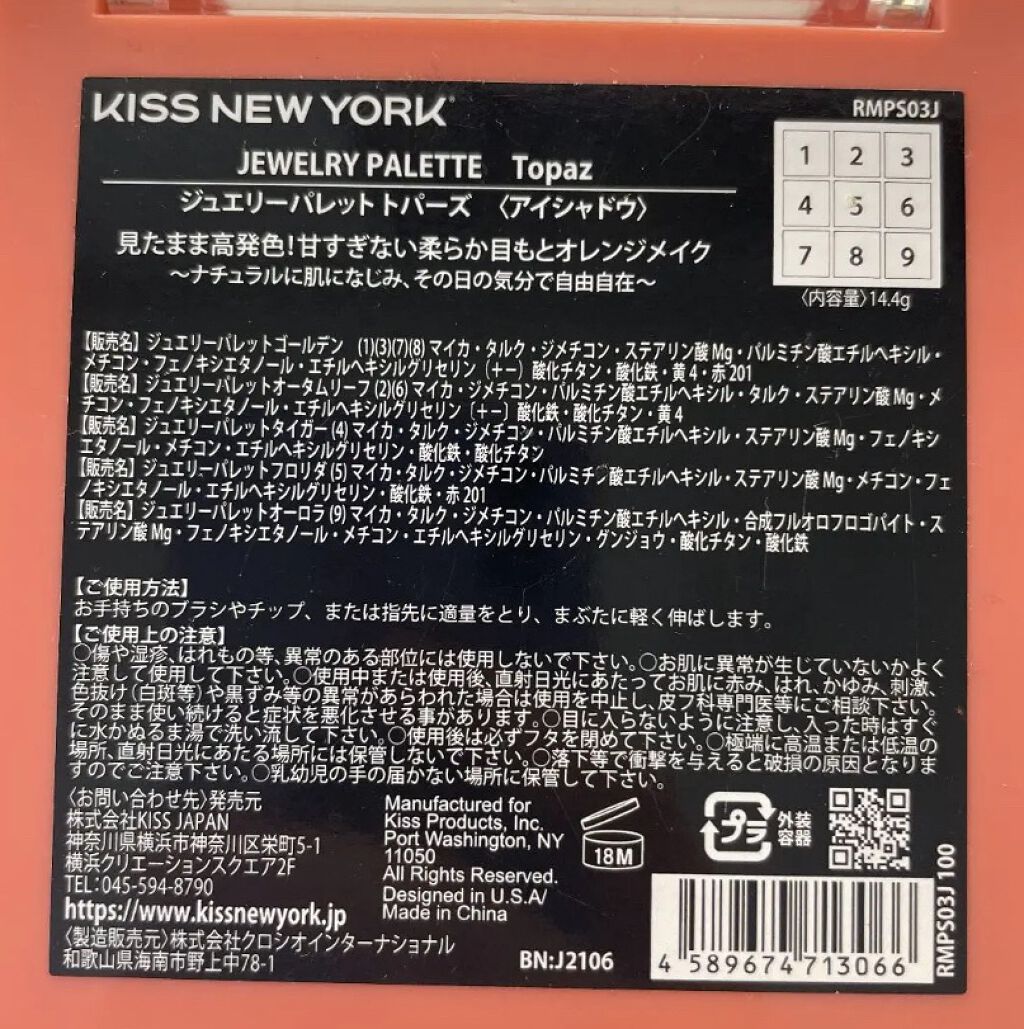 KISS NEW YORK
RMPS03J
JEWELRY PALETTE Topaz
1 2 3
4 5 6
7 8 9
ジュエリーパレット トパーズ 〈アイシャドウ〉
見たまま高発色!甘すぎない柔らか目もとオレンジメイク
～ナチュラルに肌になじみ、その日の気分で自由自在～
〈内容量〉14.4g
【販売名】ジュエリーパレットゴールデン (1)(3)(7)(8) マイカ・タルク・ジメチコン・ステアリン酸 Mg・パルミチン酸エチルヘキシル・
メチコン・フェノキシエタノール・エチルヘキシルグリセリン〔+−〕酸化チタン・酸化鉄・黄 4・赤 201
【販売名】ジュエリーパレットオータムリーフ (2)(6) マイカ・ジメチコン・パルミチン酸エチルヘキシル・タルク・ステアリン酸 Mg・メ
チコン・フェノキシエタノール・エチルヘキシルグリセリン〔+−〕酸化鉄・酸化チタン・黄 4
【販売名】ジュエリーパレットタイガー (4) マイカ・タルク・ジメチコン・パルミチン酸エチルヘキシル・ステアリン酸 Mg・フェノキシ
エタノール・メチコン・エチルヘキシルグリセリン・酸化鉄・酸化チタン
【販売名】ジュエリーパレットフロリダ (5) マイカ・タルク・ジメチコン・パルミチン酸エチルヘキシル・ステアリン酸 Mg・メチコン・フェ
ノキシエタノール・エチルヘキシルグリセリン・酸化鉄・赤 201
【販売名】ジュエリーパレットオーロラ (9) マイカ・タルク・ジメチコン・パルミチン酸エチルヘキシル・合成フルオロフロゴパイト・ス
テアリン酸 Mg・フェノキシエタノール・メチコン・エチルヘキシルグリセリン・グンジョウ・酸化チタン・酸化鉄
【ご使用方法】
お手持ちのブラシやチップ、または指先に適量をとり、まぶたに軽く伸ばします。
【ご使用上の注意】
○傷や湿疹、はれもの等、異常のある部位には使用しないで下さい。○お肌に異常が生じていないかよく
注意して使用して下さい。○使用中または使用後、直射日光にあたってお肌に赤み、はれ、かゆみ、刺激、
色抜け(白斑等)や黒ずみ等の異常があらわれた場合は使用を中止し、皮フ科専門医等にご相談下さい。
そのまま使い続けると症状を悪化させる事があります。○目に入らないように注意し、入った時はすぐ
に水かぬるま湯で洗い流して下さい。○使用後は必ずフタを閉めて下さい。○極端に高温または低温の
場所、直射日光にあたる場所には保管しないで下さい。○落下等で衝撃を与えると破損の原因となりま
すのでご注意下さい。○乳幼児の手の届かない場所に保管して下さい。
〈お問い合わせ先〉発売元
株式会社KISS JAPAN
神奈川県横浜市神奈川区栄町5-1
横浜クリエーションスクエア2F
TEL:045-594-8790
https://www.kissnewyork.jp
〈製造販売元〉株式会社クロシオインターナショナル
和歌山県海南市野上中78-1
Manufactured for
Kiss Products, Inc.
Port Washington, NY
11050
All Rights Reserved.
Designed in U.S.A/
Made in China
18M
BN:J2106
プラ
外装
容器
4 589674 713066
RMPS03J 100